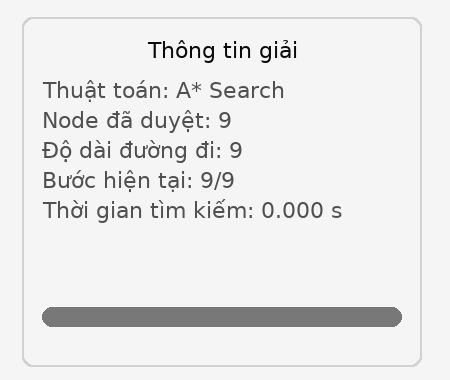 Thông tin giải
Thuật toán: A* Search
Node đã duyệt: 9
Độ dài đường đi: 9
Bước hiện tại: 9/9
Thời gian tìm kiếm: 0.000 s